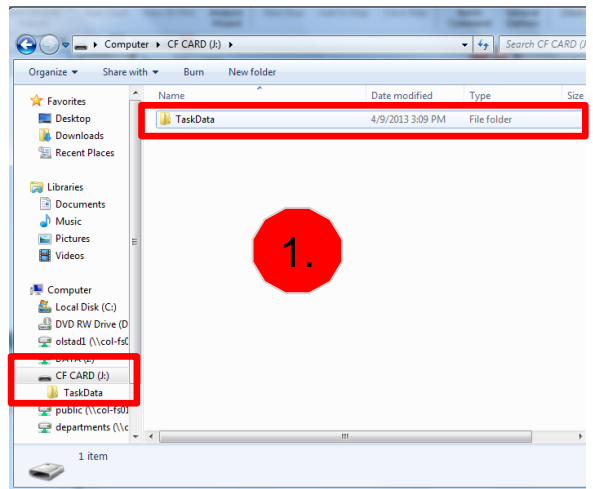 Computer ▸ CF CARD (J:) ▸ Search CF CARD (J
Organize Share with Burn New folder
Name Date modified Type Size
TaskData 4/9/2013 3:09 PM File folder
Favorites
Desktop
Downloads
Recent Places
Libraries
Documents
Music
Pictures
Videos
1.
Computer
Local Disk (C:)
DVD RW Drive (D
olstad1 (\\col-fs0
CF CARD (J:)
TaskData
public (\\col-fs01
departments (\\c
1 item